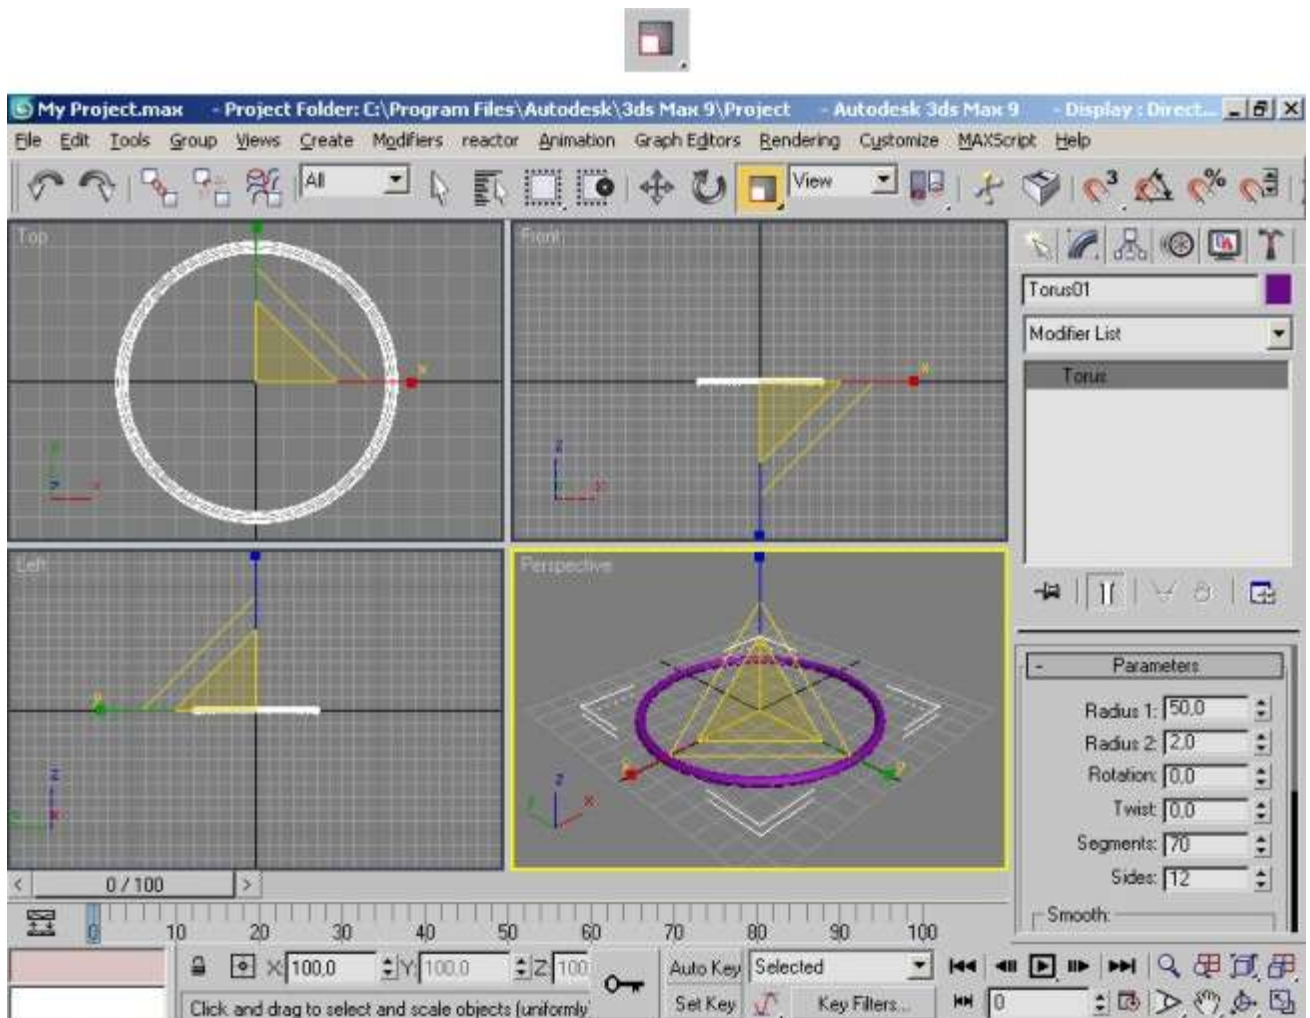 My Project.max - Project Folder: C:\Program Files\Autodesk\3ds Max 9\Project - Autodesk 3ds Max 9 - Display : Direct...
File Edit Tools Group Views Create Modifiers reactor Animation Graph Editors Rendering Customize MAXScript Help
All View 3 %
Top Front
Torus01
Modifier List
Torus
x
x
z
x
Left Perspective
Parameters
Radius 1: 50,0
Radius 2: 2,0
Rotation: 0,0
Twist: 0,0
Segments: 70
Sides: 12
Smooth:
z
x
z
x
0 / 100
0 10 20 30 40 50 60 70 80 90 100
X: 100,0 Y: 100,0 Z: 100 Auto Key Selected
Click and drag to select and scale objects (uniformly Set Key Key Filters... 0